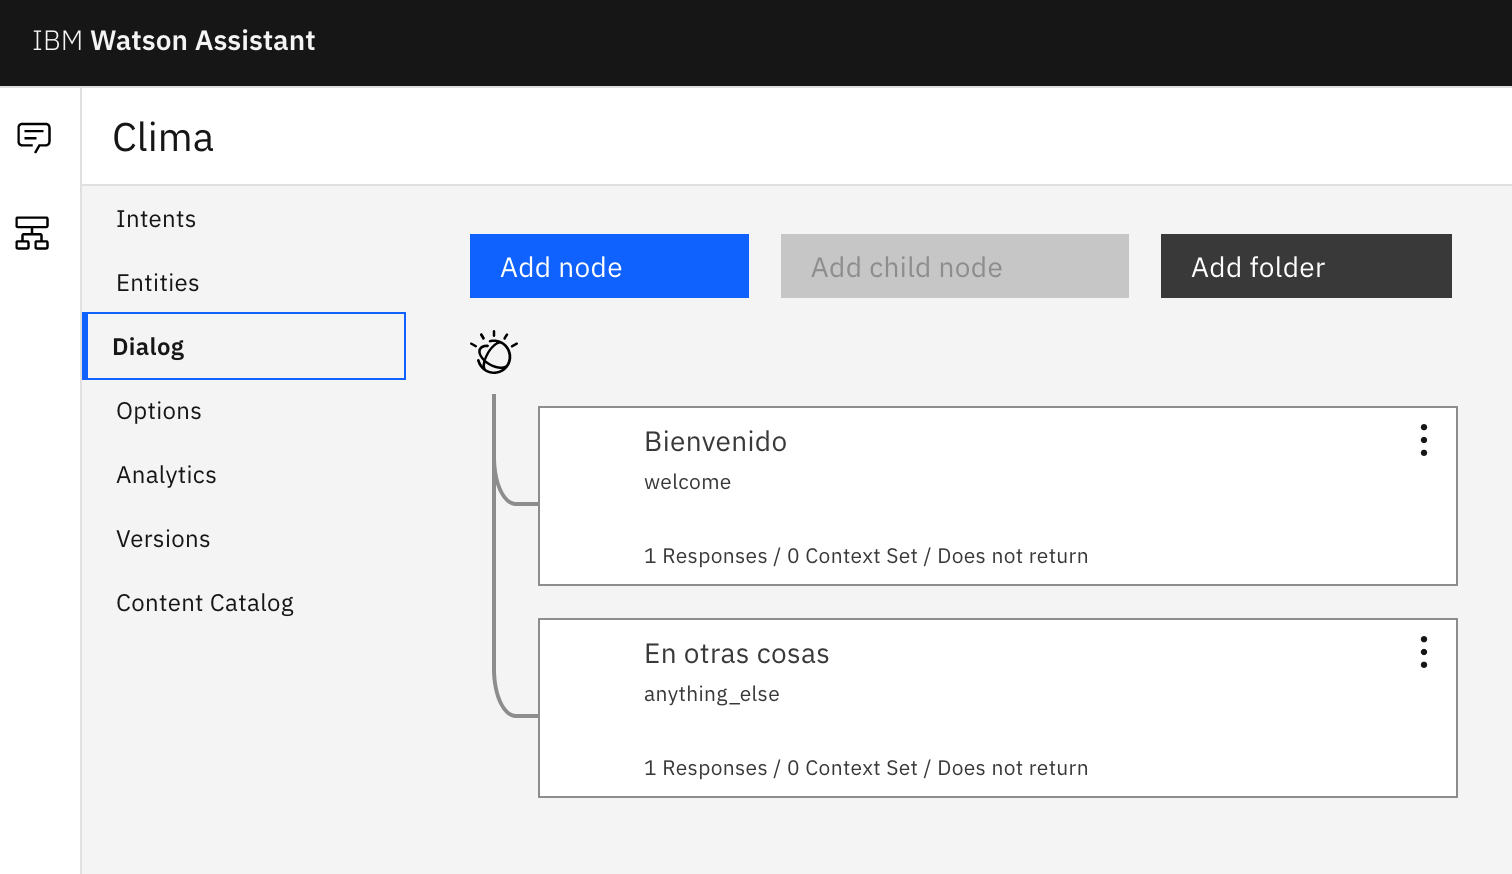 IBM Watson Assistant
Clima
Intents
Entities
Dialog
Options
Analytics
Versions
Content Catalog
Add node
Add child node
Add folder
Bienvenido
welcome
1 Responses / 0 Context Set / Does not return
En otras cosas
anything_else
1 Responses / 0 Context Set / Does not return